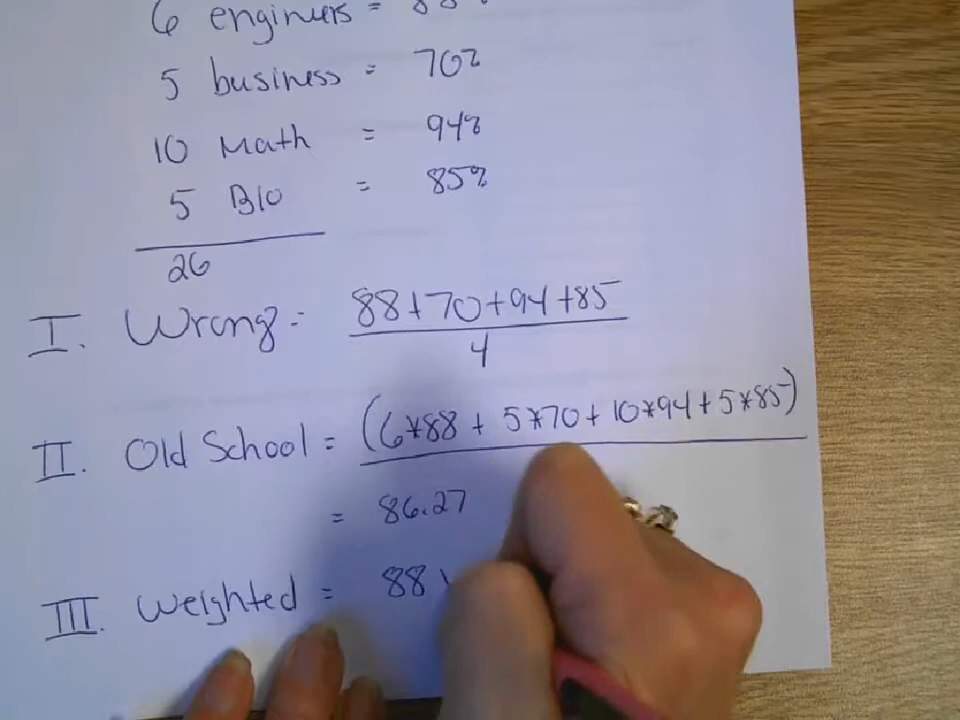 6 engineers = 88
5 business = 70%
10 Math = 94%
5 BIO = 85%
26
I. Wrong = 88+70+94+85
4
II. Old School = (6*88 + 5*70 + 10*94 + 5*85)
= 86.27
III. Weighted = 88